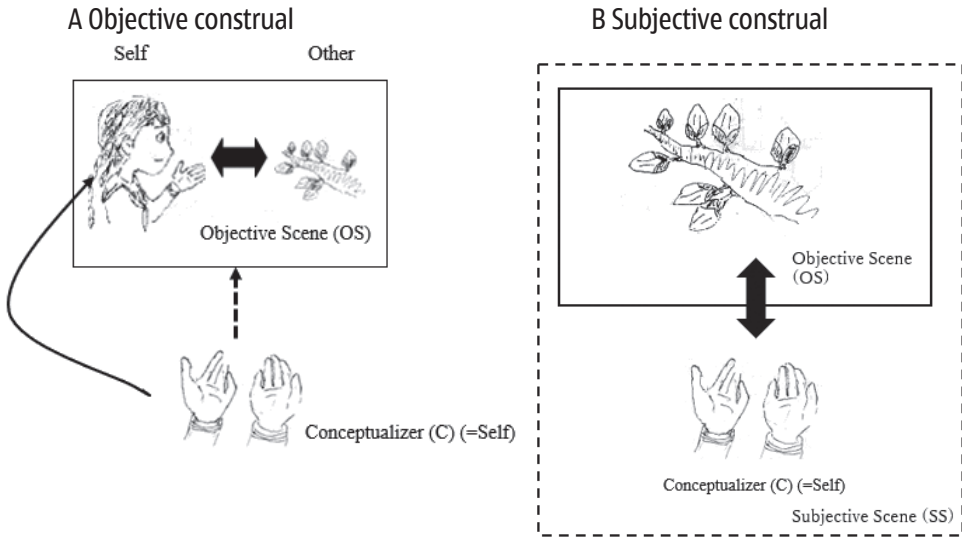 A Objective construal
Self Other
Objective Scene (OS)
Conceptualizer (C) (=Self)
B Subjective construal
Objective Scene
(OS)
Conceptualizer (C) (=Self)
Subjective Scene (SS)